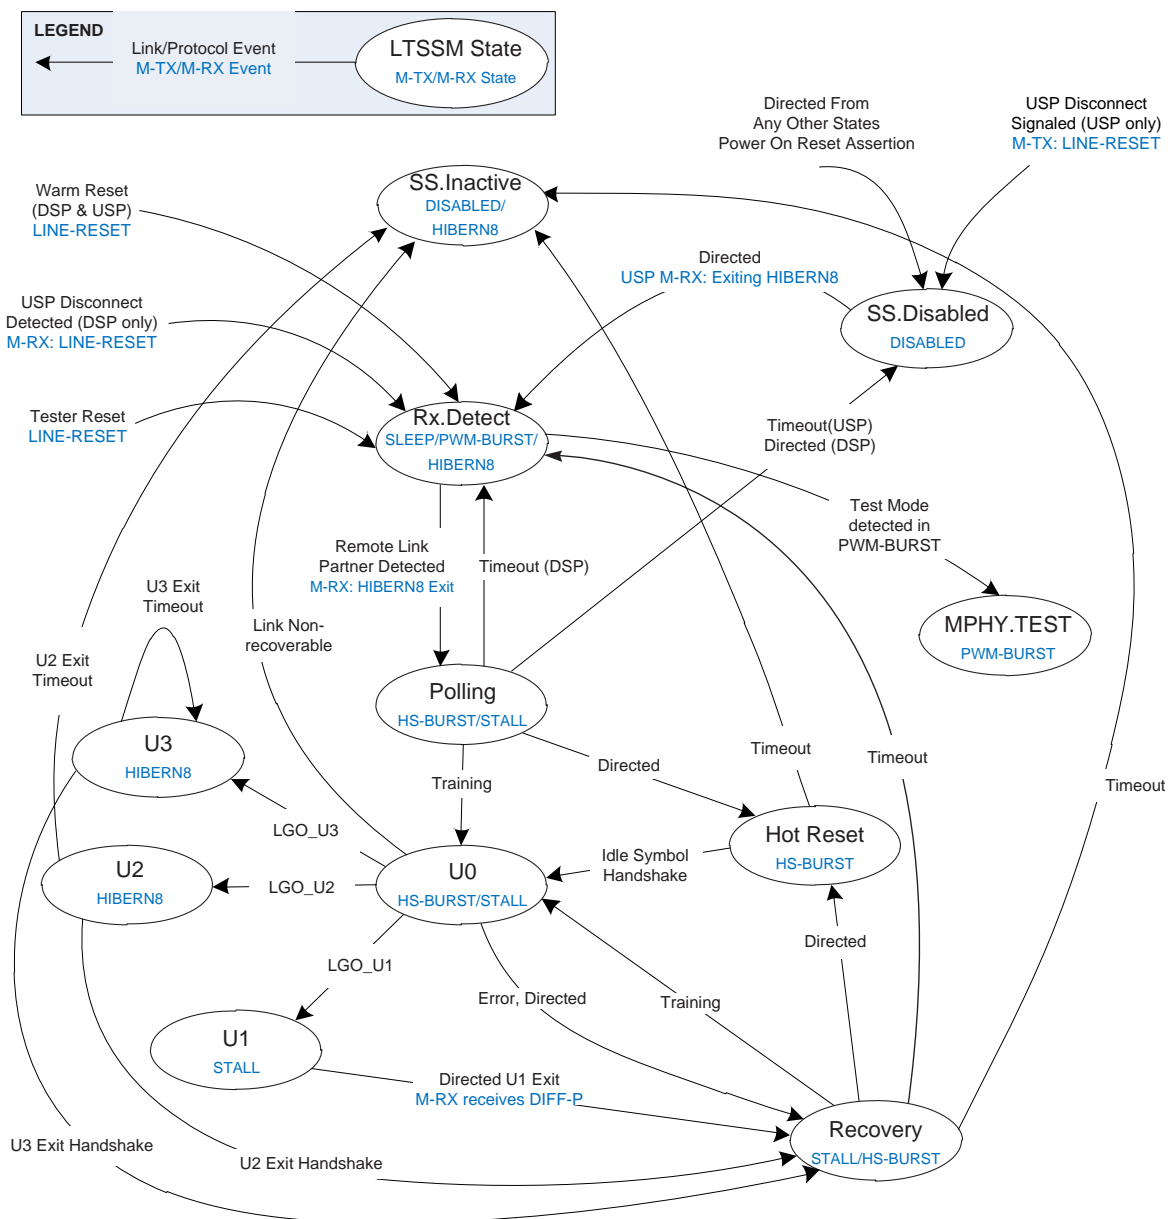 LEGEND
Link/Protocol Event
M-TX/M-RX Event
LTSSM State
M-TX/M-RX State
Directed From
Any Other States
Power On Reset Assertion
USP Disconnect
Signaled (USP only)
M-TX: LINE-RESET
SS.Inactive
DISABLED/
HIBERN8
Warm Reset
(DSP & USP)
LINE-RESET
Directed
USP M-RX: Exiting HIBERN8
USP Disconnect
Detected (DSP only)
M-RX: LINE-RESET
SS.Disabled
DISABLED
Tester Reset
LINE-RESET
Rx.Detect
SLEEP/PWM-BURST/
HIBERN8
Timeout(USP)
Directed (DSP)
Test Mode
detected in
PWM-BURST
Remote Link
Partner Detected
M-RX: HIBERN8 Exit
Timeout (DSP)
U3 Exit
Timeout
Link Non-
recoverable
MPHY.TEST
PWM-BURST
U2 Exit
Timeout
Polling
HS-BURST/STALL
U3
HIBERN8
Timeout
Timeout
Timeout
Directed
Training
LGO_U3
Hot Reset
HS-BURST
Idle Symbol
Handshake
U2
HIBERN8
LGO_U2
U0
HS-BURST/STALL
Directed
LGO_U1
Error, Directed
Training
U1
STALL
Directed U1 Exit
M-RX receives DIFF-P
Recovery
STALL/HS-BURST
U3 Exit Handshake
U2 Exit Handshake